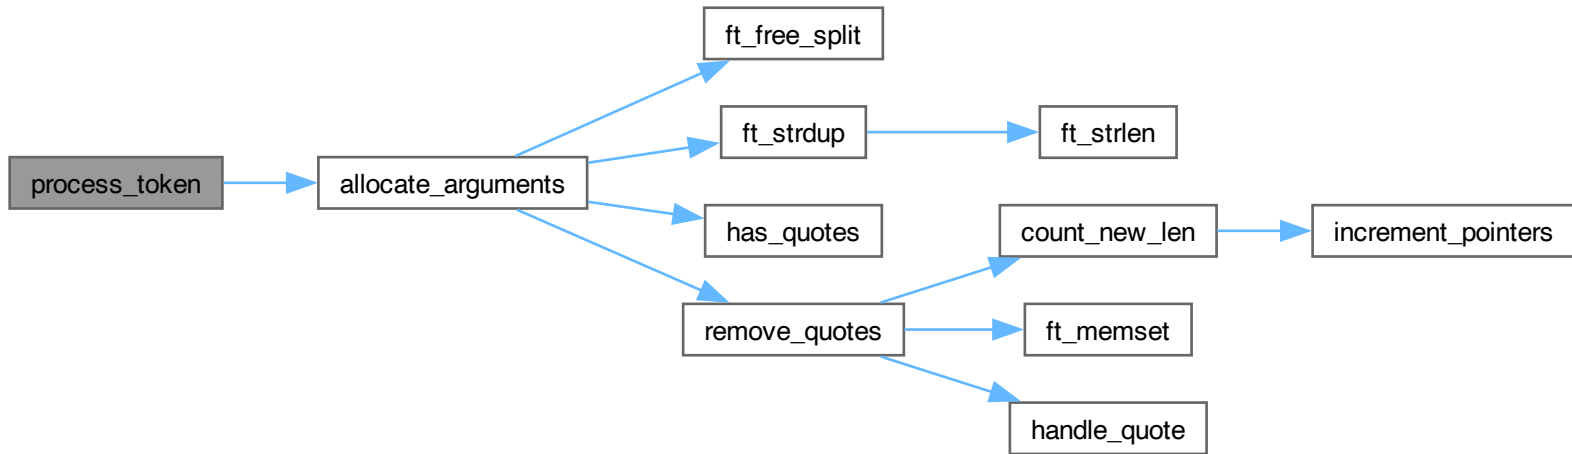 ft_free_split
ft_strdup
ft_strlen
process_token
allocate_arguments
has_quotes
count_new_len
increment_pointers
remove_quotes
ft_memset
handle_quote